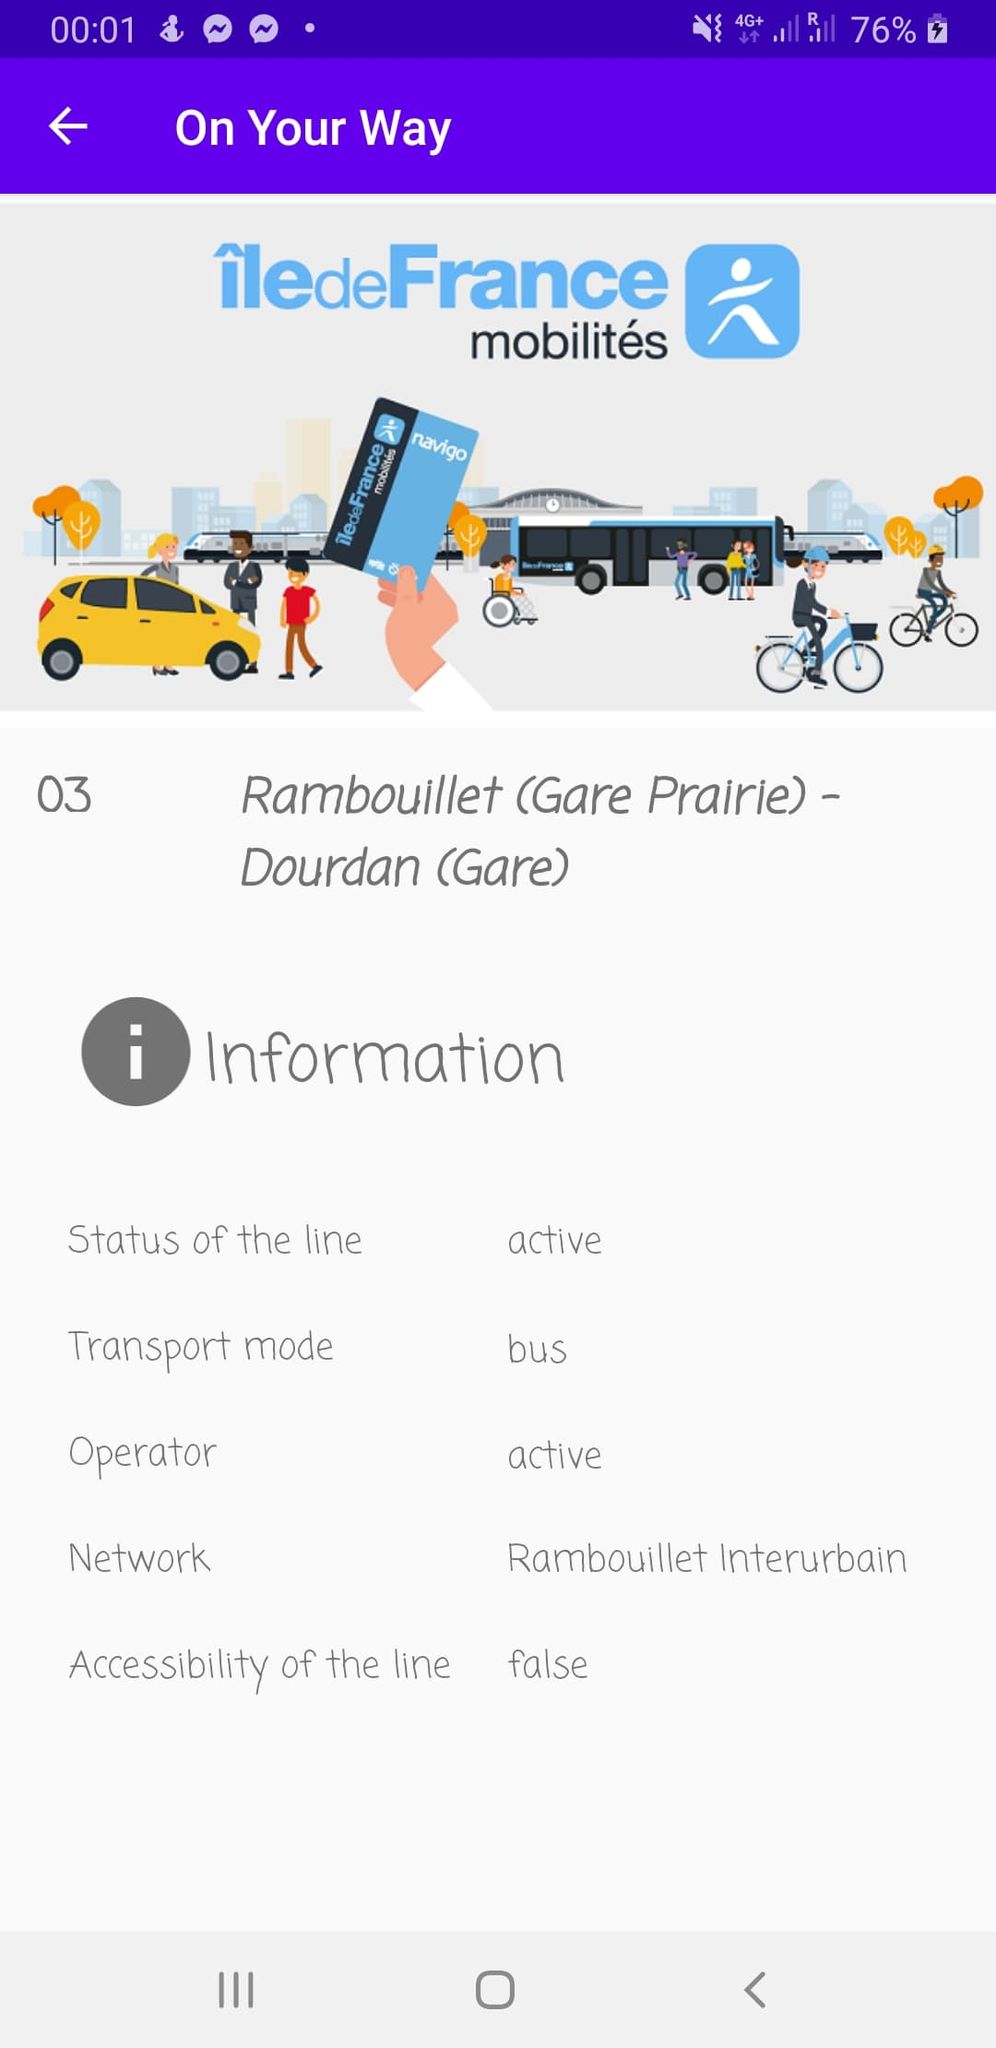 00:01
4G+
R
76%
On Your Way
îledeFrance
mobilités
navigo
îledeFrance
mobilités
îledeFrance
03
Rambouillet (Gare Prairie) -
Dourdan (Gare)
i Information
Status of the line active
Transport mode bus
Operator active
Network Rambouillet Interurbain
Accessibility of the line false